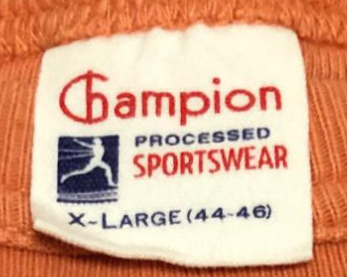 Champion
PROCESSED
SPORTSWEAR
X-LARGE (44-46)